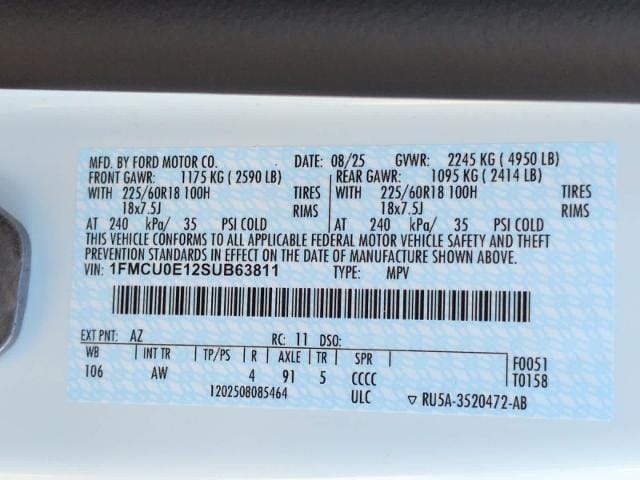 MFD. BY FORD MOTOR CO. DATE: 08/25 GVWR: 2245 KG ( 4950 LB)
FRONT GAWR: 1175 KG ( 2590 LB) REAR GAWR: 1095 KG ( 2414 LB)
WITH 225/60R18 100H TIRES WITH 225/60R18 100H TIRES
18x7.5J RIMS 18x7.5J RIMS
AT 240 kPa/ 35 PSI COLD AT 240 kPa/ 35 PSI COLD
THIS VEHICLE CONFORMS TO ALL APPLICABLE FEDERAL MOTOR VEHICLE SAFETY AND THEFT
PREVENTION STANDARDS IN EFFECT ON THE DATE OF MANUFACTURE SHOWN ABOVE.
VIN: 1FMCU0E12SUB63811 TYPE: MPV
EXT PNT: AZ RC: 11 DSO:
WB INT TR TP/PS R AXLE TR SPR F0051
106 AW 4 91 5 CCCC T0158
1202508085464 ULC ▽ RU5A-3520472-AB